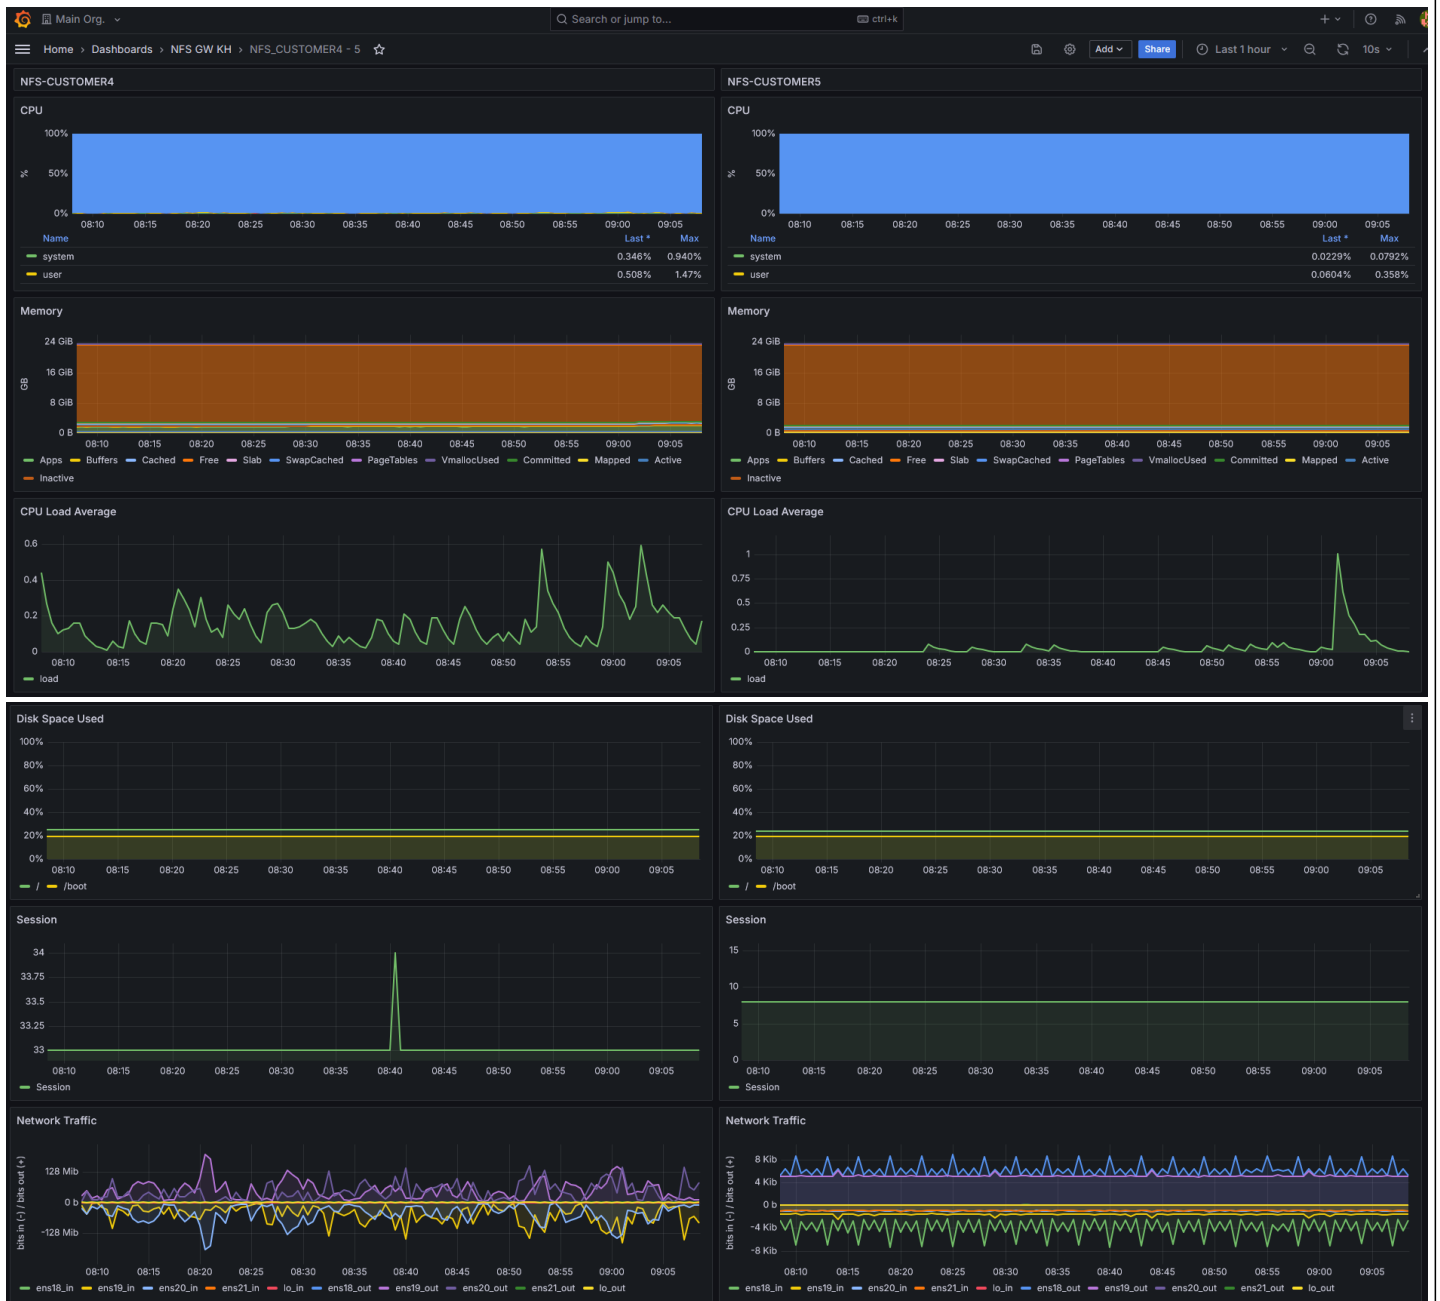 Main Org.
Search or jump to...
ctrl+k
Home › Dashboards › NFS GW KH › NFS_CUSTOMER4 - 5
Add
Share
Last 1 hour
10s
NFS-CUSTOMER4
CPU
100%
50%
0%
%
08:10 08:15 08:20 08:25 08:30 08:35 08:40 08:45 08:50 08:55 09:00 09:05
Name Last * Max
system 0.346% 0.940%
user 0.508% 1.47%
NFS-CUSTOMER5
CPU
100%
50%
0%
%
08:10 08:15 08:20 08:25 08:30 08:35 08:40 08:45 08:50 08:55 09:00 09:05
Name Last * Max
system 0.0229% 0.0792%
user 0.0604% 0.358%
Memory
24 GiB
16 GiB
8 GiB
0 B
GB
08:10 08:15 08:20 08:25 08:30 08:35 08:40 08:45 08:50 08:55 09:00 09:05
Apps Buffers Cached Free Slab SwapCached PageTables VmallocUsed Committed Mapped Active
Inactive
Memory
24 GiB
16 GiB
8 GiB
0 B
GB
08:10 08:15 08:20 08:25 08:30 08:35 08:40 08:45 08:50 08:55 09:00 09:05
Apps Buffers Cached Free Slab SwapCached PageTables VmallocUsed Committed Mapped Active
Inactive
CPU Load Average
0.6
0.4
0.2
0
08:10 08:15 08:20 08:25 08:30 08:35 08:40 08:45 08:50 08:55 09:00 09:05
load
CPU Load Average
1
0.75
0.5
0.25
0
08:10 08:15 08:20 08:25 08:30 08:35 08:40 08:45 08:50 08:55 09:00 09:05
load
Disk Space Used
100%
80%
60%
40%
20%
0%
08:10 08:15 08:20 08:25 08:30 08:35 08:40 08:45 08:50 08:55 09:00 09:05
/ /boot
Disk Space Used
100%
80%
60%
40%
20%
0%
08:10 08:15 08:20 08:25 08:30 08:35 08:40 08:45 08:50 08:55 09:00 09:05
/ /boot
Session
34
33.75
33.5
33.25
33
08:10 08:15 08:20 08:25 08:30 08:35 08:40 08:45 08:50 08:55 09:00 09:05
Session
Session
15
10
5
0
08:10 08:15 08:20 08:25 08:30 08:35 08:40 08:45 08:50 08:55 09:00 09:05
Session
Network Traffic
bits in (-) / bits out (+)
128 Mib
0 b
-128 Mib
08:10 08:15 08:20 08:25 08:30 08:35 08:40 08:45 08:50 08:55 09:00 09:05
ens18_in ens19_in ens20_in ens21_in lo_in ens18_out ens19_out ens20_out ens21_out lo_out
Network Traffic
bits in (-) / bits out (+)
8 Kib
4 Kib
0 b
-4 Kib
-8 Kib
08:10 08:15 08:20 08:25 08:30 08:35 08:40 08:45 08:50 08:55 09:00 09:05
ens18_in ens19_in ens20_in ens21_in lo_in ens18_out ens19_out ens20_out ens21_out lo_out